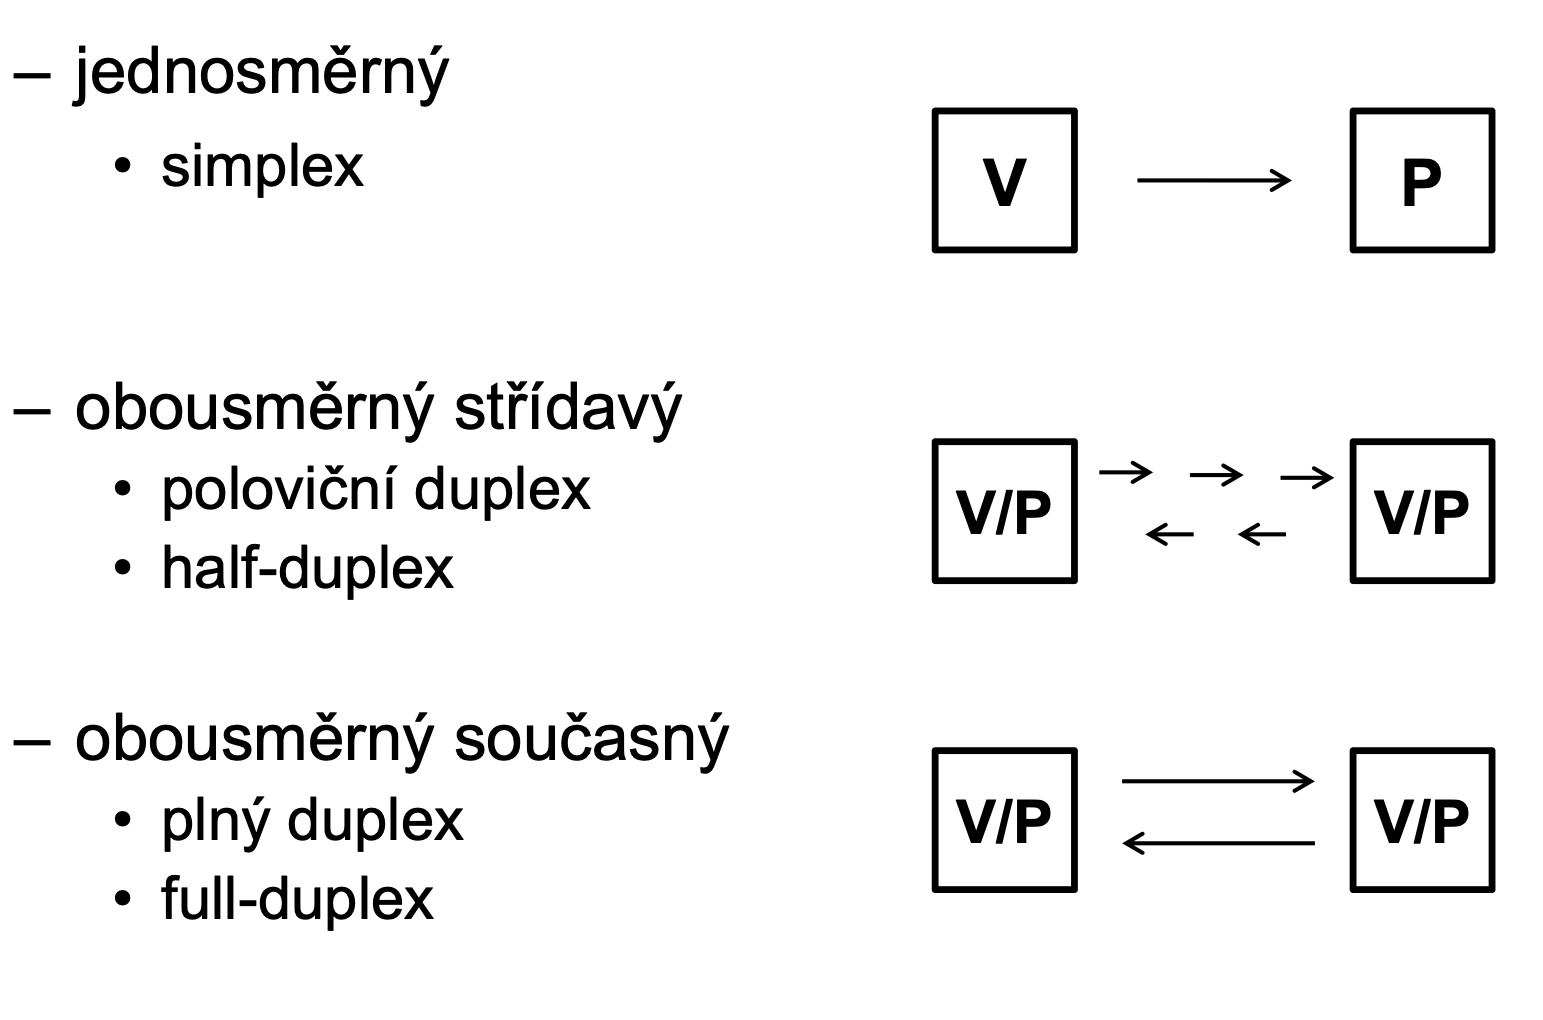 – jednosměrný
• simplex
V
P
– obousměrný střídavý
• poloviční duplex
• half-duplex
V/P
V/P
– obousměrný současný
• plný duplex
• full-duplex
V/P
V/P